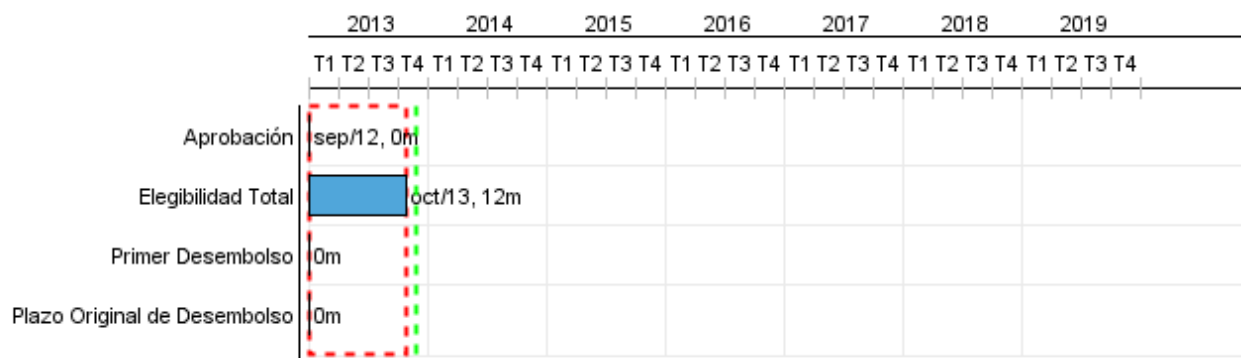 2013 2014 2015 2016 2017 2018 2019
T1 T2 T3 T4 T1 T2 T3 T4 T1 T2 T3 T4 T1 T2 T3 T4 T1 T2 T3 T4 T1 T2 T3 T4 T1 T2 T3 T4
Aprobación sep/12, 0m
Elegibilidad Total oct/13, 12m
Primer Desembolso 0m
Plazo Original de Desembolso 0m